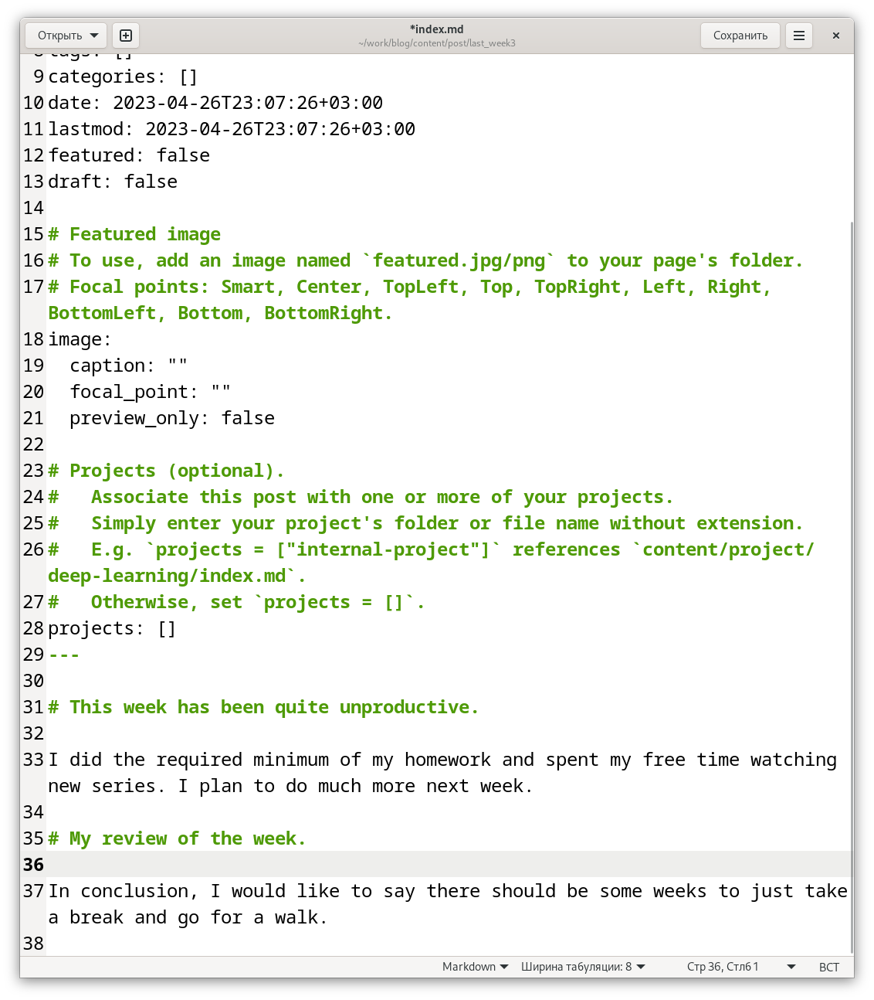 Открыть
*index.md
~/work/blog/content/post/last_week3
Сохранить
8 tags: []
9 categories: []
10 date: 2023-04-26T23:07:26+03:00
11 lastmod: 2023-04-26T23:07:26+03:00
12 featured: false
13 draft: false
14
15 # Featured image
16 # To use, add an image named `featured.jpg/png` to your page's folder.
17 # Focal points: Smart, Center, TopLeft, Top, TopRight, Left, Right,
BottomLeft, Bottom, BottomRight.
18 image:
19   caption: ""
20   focal_point: ""
21   preview_only: false
22
23 # Projects (optional).
24 #   Associate this post with one or more of your projects.
25 #   Simply enter your project's folder or file name without extension.
26 #   E.g. `projects = ["internal-project"]` references `content/project/
deep-learning/index.md`.
27 #   Otherwise, set `projects = []`.
28 projects: []
29 ---
30
31 # This week has been quite unproductive.
32
33 I did the required minimum of my homework and spent my free time watching
new series. I plan to do much more next week.
34
35 # My review of the week.
36
37 In conclusion, I would like to say there should be some weeks to just take
a break and go for a walk.
38
Markdown
Ширина табуляции: 8
Стр 36, Стлб 1
ВСТ